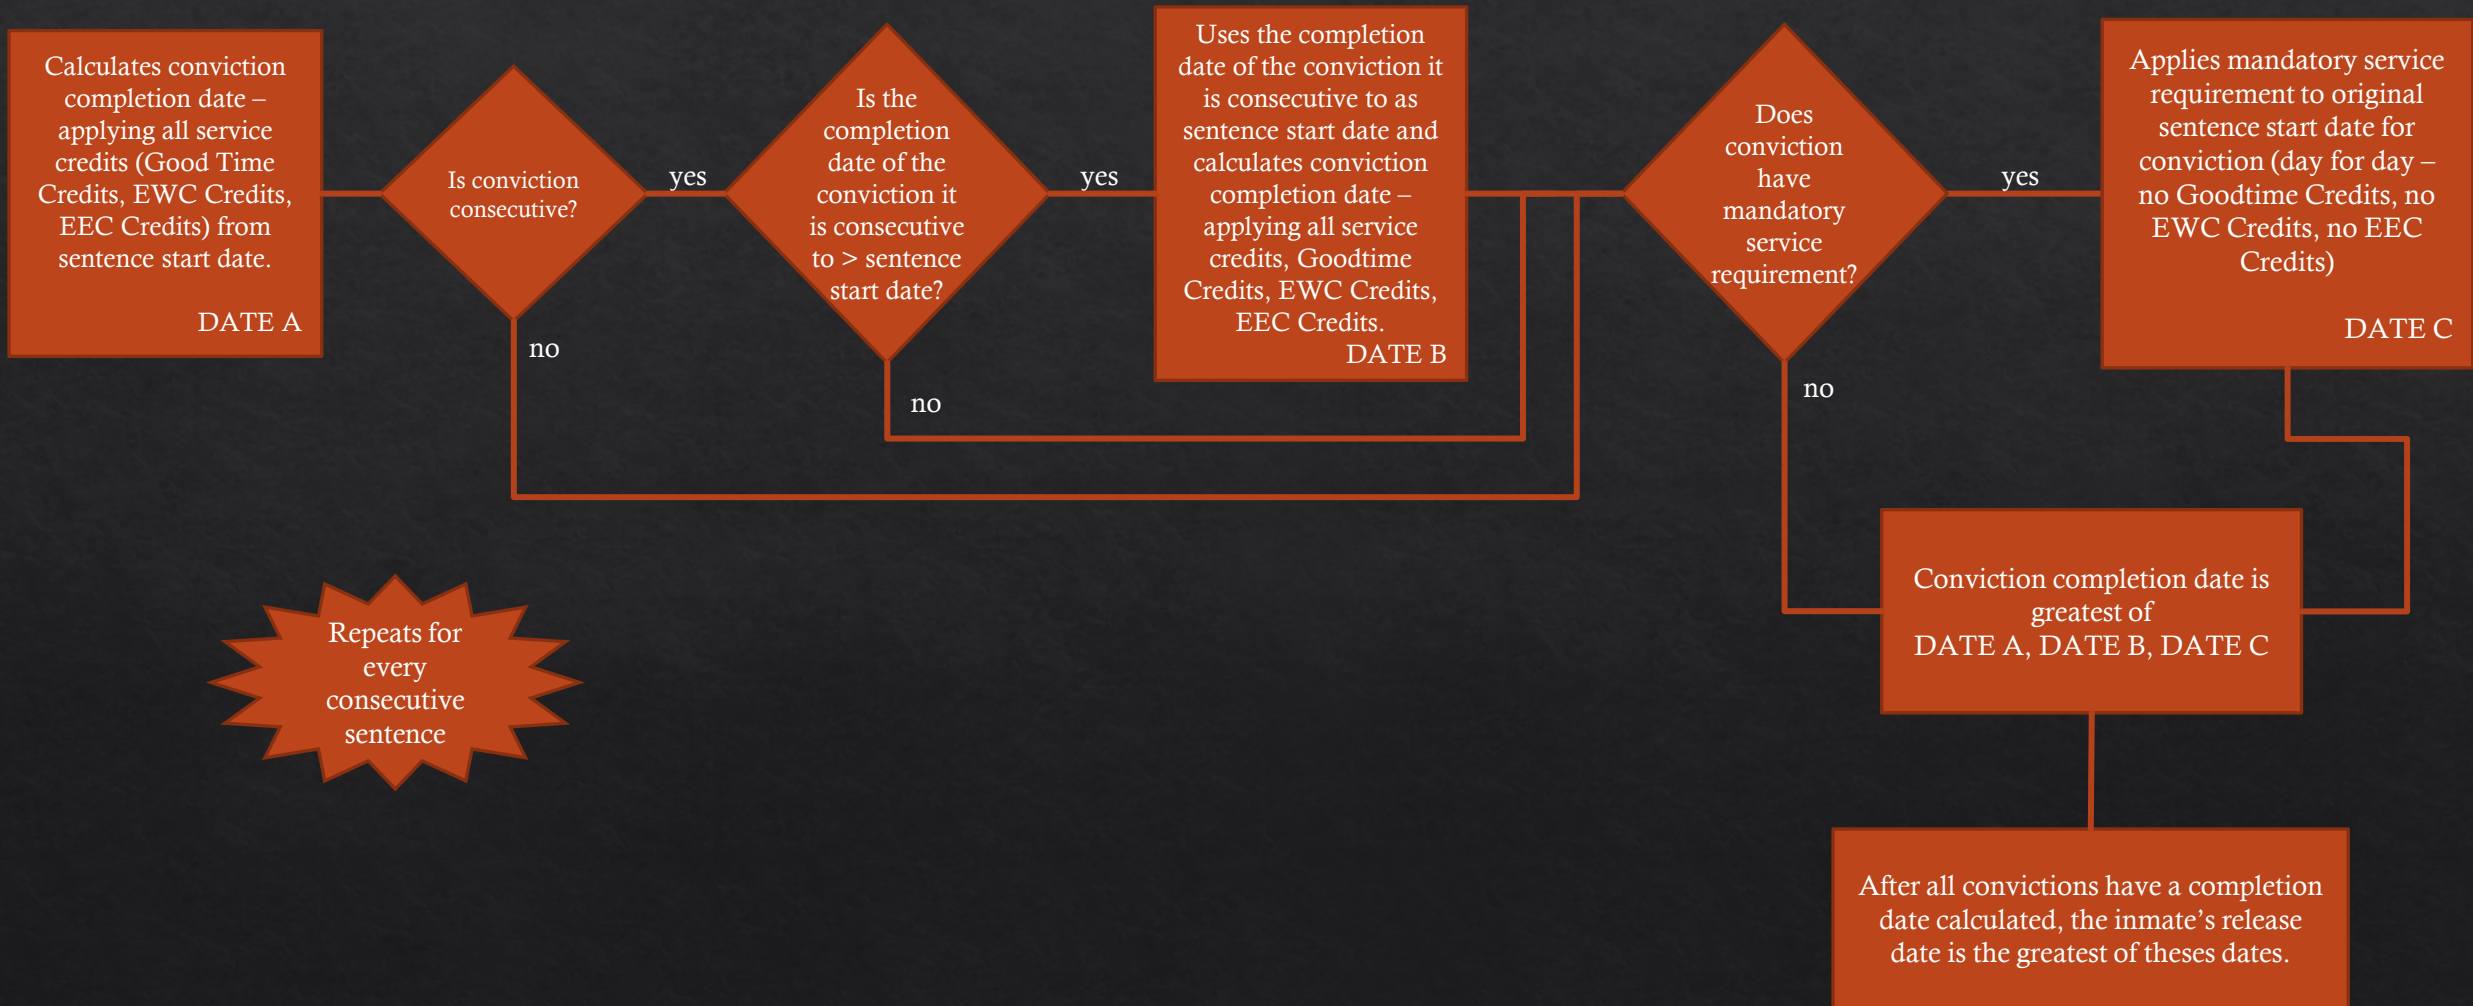 Calculates conviction
completion date –
applying all service
credits (Good Time
Credits, EWC Credits,
EEC Credits) from
sentence start date.
DATE A
Is conviction
consecutive?
yes
no
Is the
completion
date of the
conviction it
is consecutive
to > sentence
start date?
yes
no
Uses the completion
date of the conviction it
is consecutive to as
sentence start date and
calculates conviction
completion date –
applying all service
credits, Goodtime
Credits, EWC Credits,
EEC Credits.
DATE B
Does
conviction
have
mandatory
service
requirement?
yes
no
Applies mandatory service
requirement to original
sentence start date for
conviction (day for day –
no Goodtime Credits, no
EWC Credits, no EEC
Credits)
DATE C
Conviction completion date is
greatest of
DATE A, DATE B, DATE C
Repeats for
every
consecutive
sentence
After all convictions have a completion
date calculated, the inmate’s release
date is the greatest of theses dates.